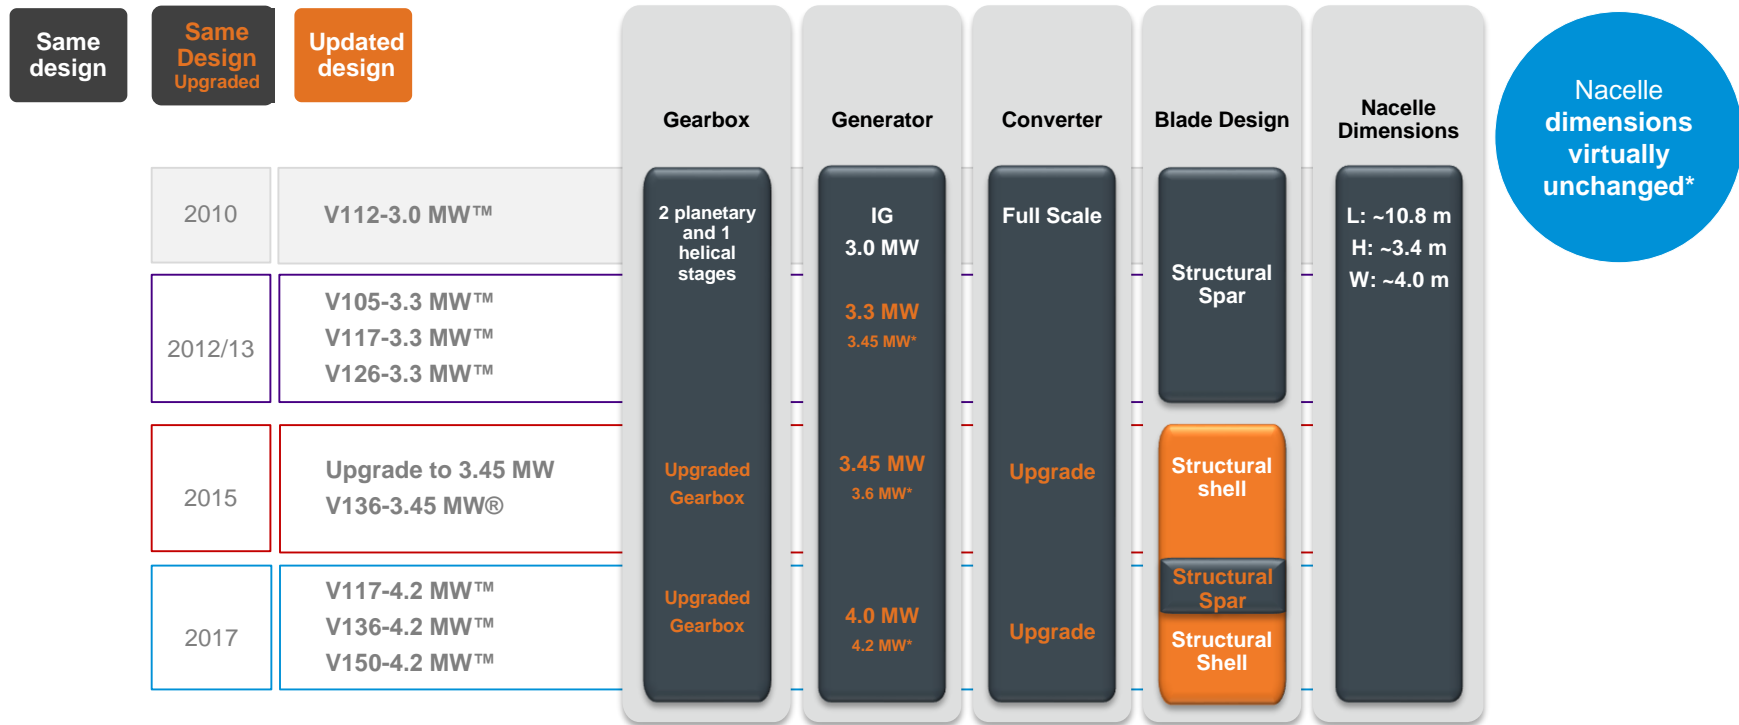 Same
design
Same
Design
Upgraded
Updated
design
Gearbox
Generator
Converter
Blade Design
Nacelle
Dimensions
Nacelle
dimensions
virtually
unchanged*
2010
V112-3.0 MW™
2 planetary
and 1
helical
stages
IG
3.0 MW
Full Scale
Structural
Spar
L: ~10.8 m
H: ~3.4 m
W: ~4.0 m
2012/13
V105-3.3 MW™
V117-3.3 MW™
V126-3.3 MW™
3.3 MW
3.45 MW*
2015
Upgrade to 3.45 MW
V136-3.45 MW®
Upgraded
Gearbox
3.45 MW
3.6 MW*
Upgrade
Structural
shell
2017
V117-4.2 MW™
V136-4.2 MW™
V150-4.2 MW™
Upgraded
Gearbox
4.0 MW
4.2 MW*
Upgrade
Structural
Spar
Structural
Shell